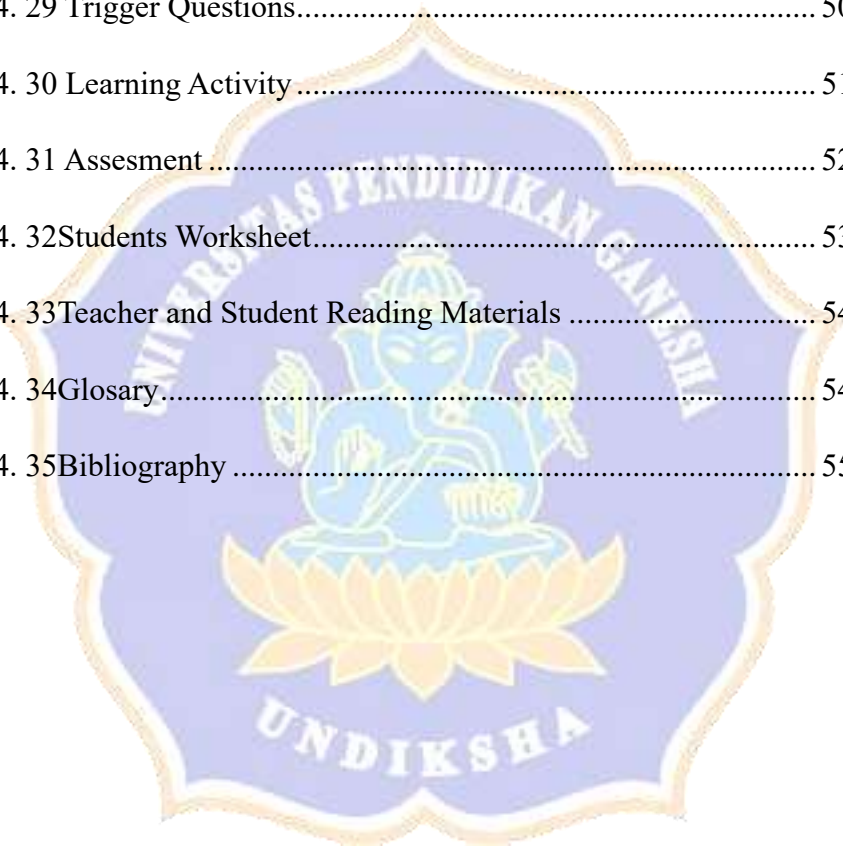 4. 29 Trigger Questions.......................................................................... 50
4. 30 Learning Activity............................................................................ 51
4. 31 Assesment ...................................................................................... 52
4. 32Students Worksheet......................................................................... 53
4. 33Teacher and Student Reading Materials ......................................... 54
4. 34Glosary............................................................................................. 54
4. 35Bibliography ................................................................................... 55
UNIVERSITAS PENDIDIKAN GANESHA
UNDIKSHA